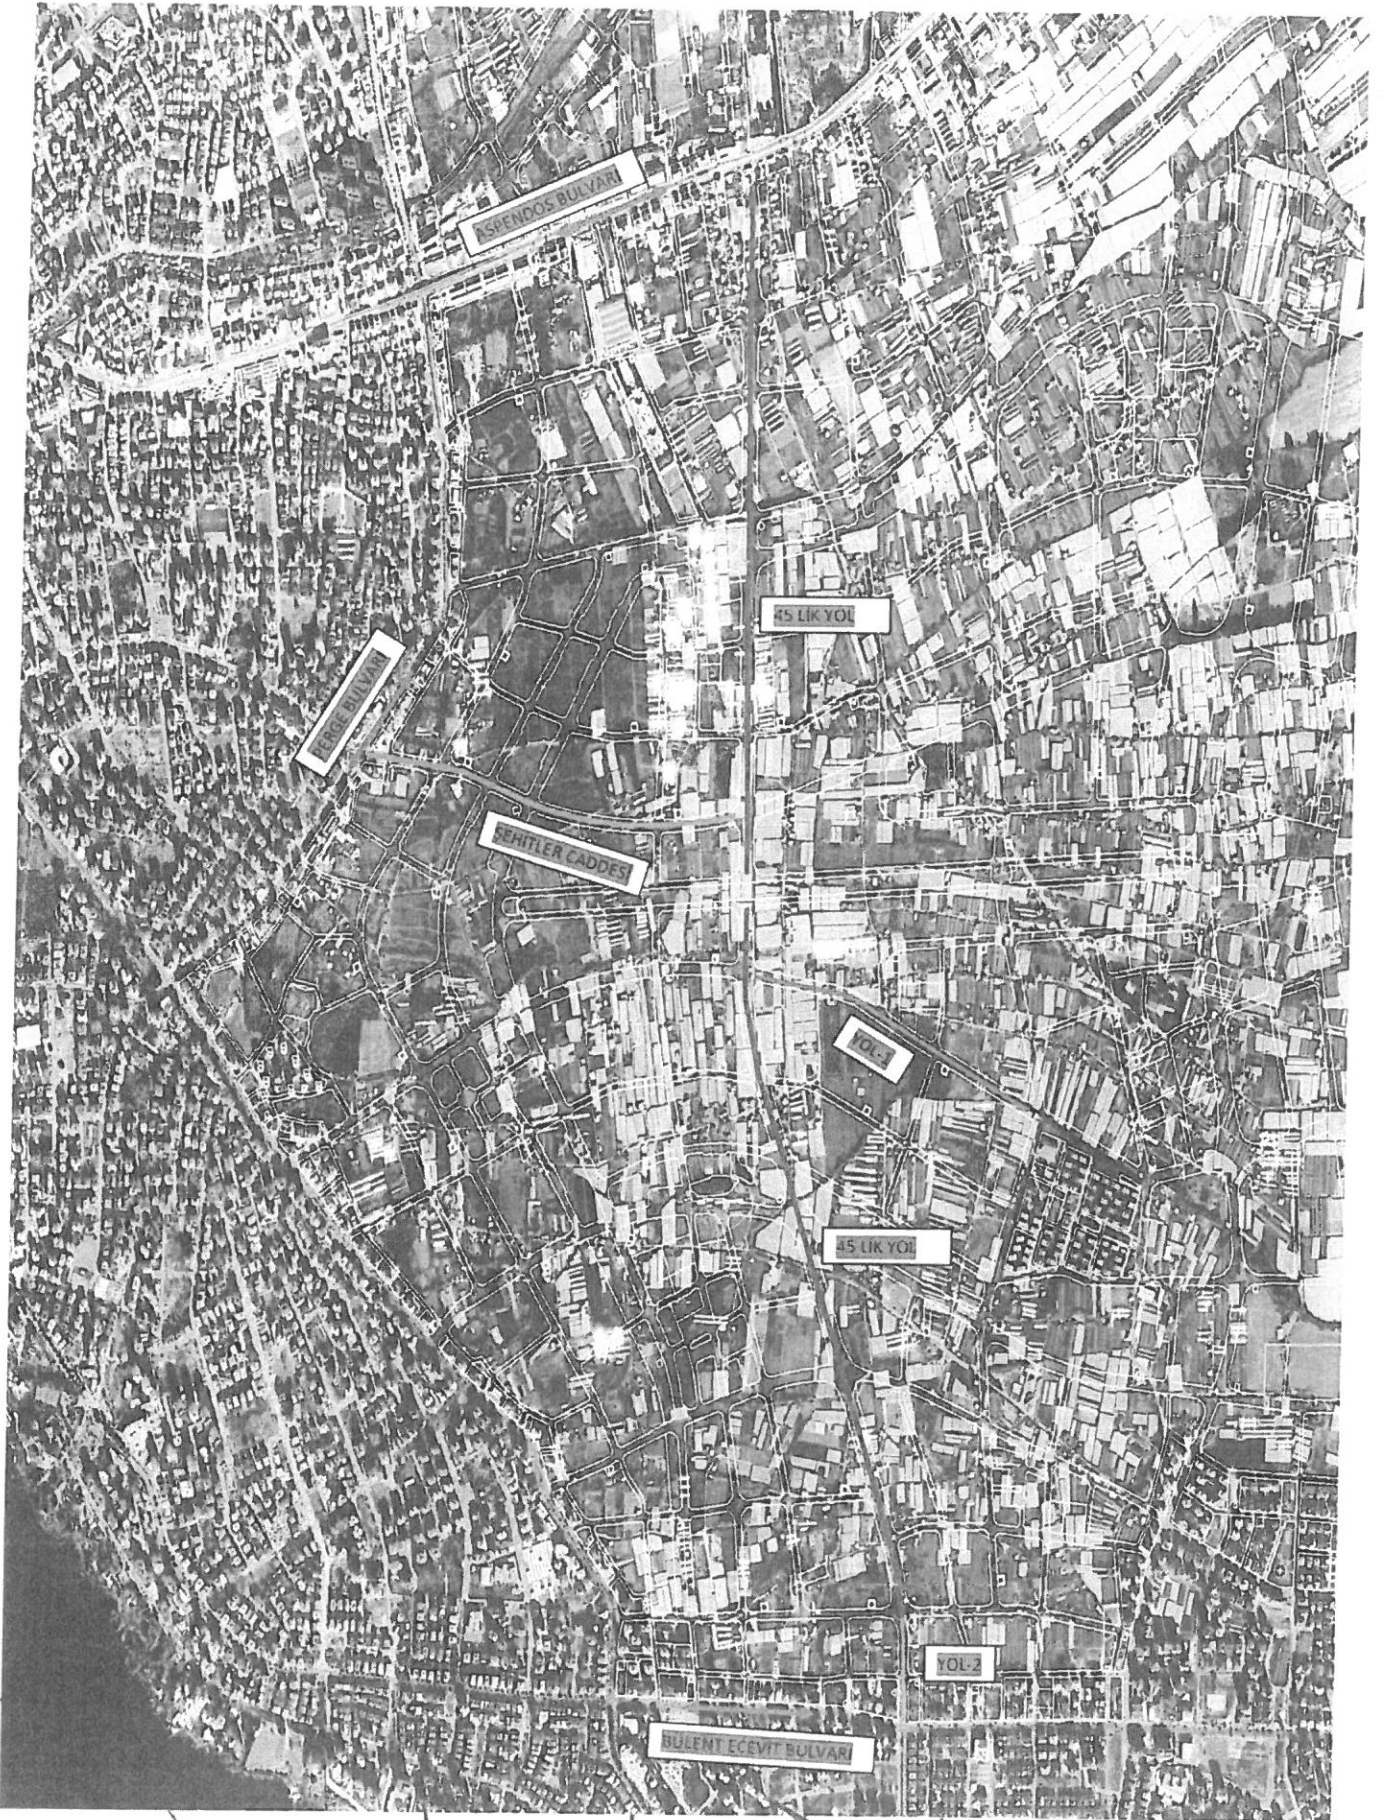 ASPENDOS BULVARI
45 LİK YOL
PERGE BULVARI
ŞEHİTLER CADDESİ
YOL-1
45 LİK YOL
YOL-2
BÜLENT ECEVİT BULVARI